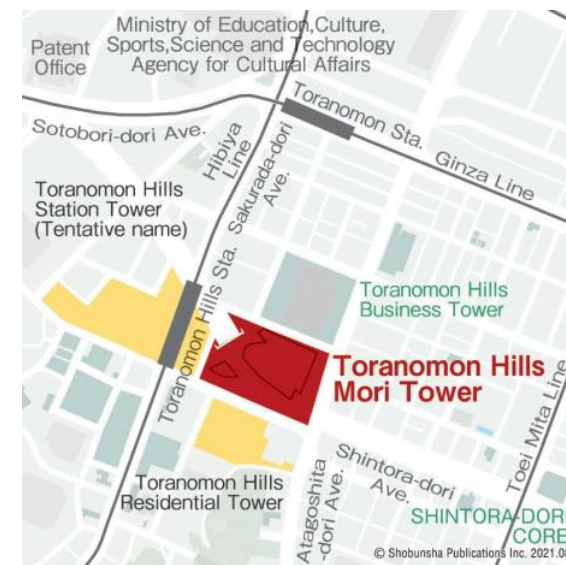 Ministry of Education,Culture,
Sports,Science and Technology
Agency for Cultural Affairs
Patent
Office
Toranomon Sta.
Ginza Line
Sotobori-dori Ave.
Hibiya
Line
Sakurada-dori
Ave.
Toranomon Hills
Station Tower
(Tentative name)
Toranomon Hills Sta.
Toranomon Hills
Business Tower
Toranomon Hills
Mori Tower
Toei Mita Line
Shintora-dori
Ave.
Toranomon Hills
Residential Tower
Atagoshita
-dori Ave.
SHINTORA-DORI
CORE
© Shobunsha Publications Inc. 2021.08